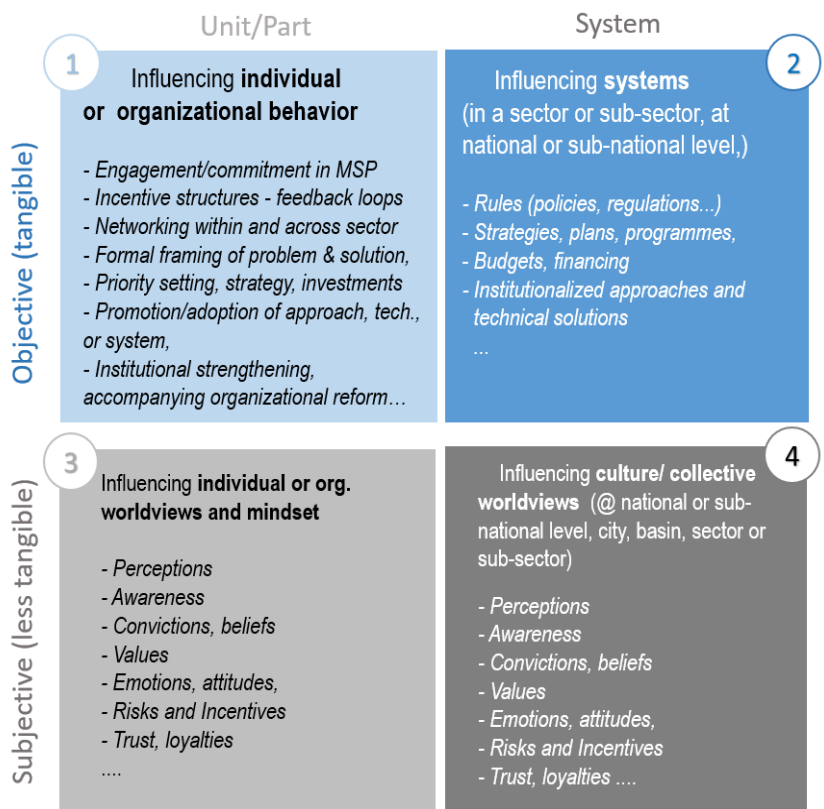 Unit/Part
System
Objective (tangible)
1
Influencing individual
or organizational behavior
- Engagement/commitment in MSP
- Incentive structures - feedback loops
- Networking within and across sector
- Formal framing of problem & solution,
- Priority setting, strategy, investments
- Promotion/adoption of approach, tech.,
or system,
- Institutional strengthening,
accompanying organizational reform…
2
Influencing systems
(in a sector or sub-sector, at
national or sub-national level,)
- Rules (policies, regulations...)
- Strategies, plans, programmes,
- Budgets, financing
- Institutionalized approaches and
technical solutions
...
Subjective (less tangible)
3
Influencing individual or org.
worldviews and mindset
- Perceptions
- Awareness
- Convictions, beliefs
- Values
- Emotions, attitudes,
- Risks and Incentives
- Trust, loyalties
....
4
Influencing culture/ collective
worldviews (@ national or sub-
national level, city, basin, sector or
sub-sector)
- Perceptions
- Awareness
- Convictions, beliefs
- Values
- Emotions, attitudes,
- Risks and Incentives
- Trust, loyalties ....